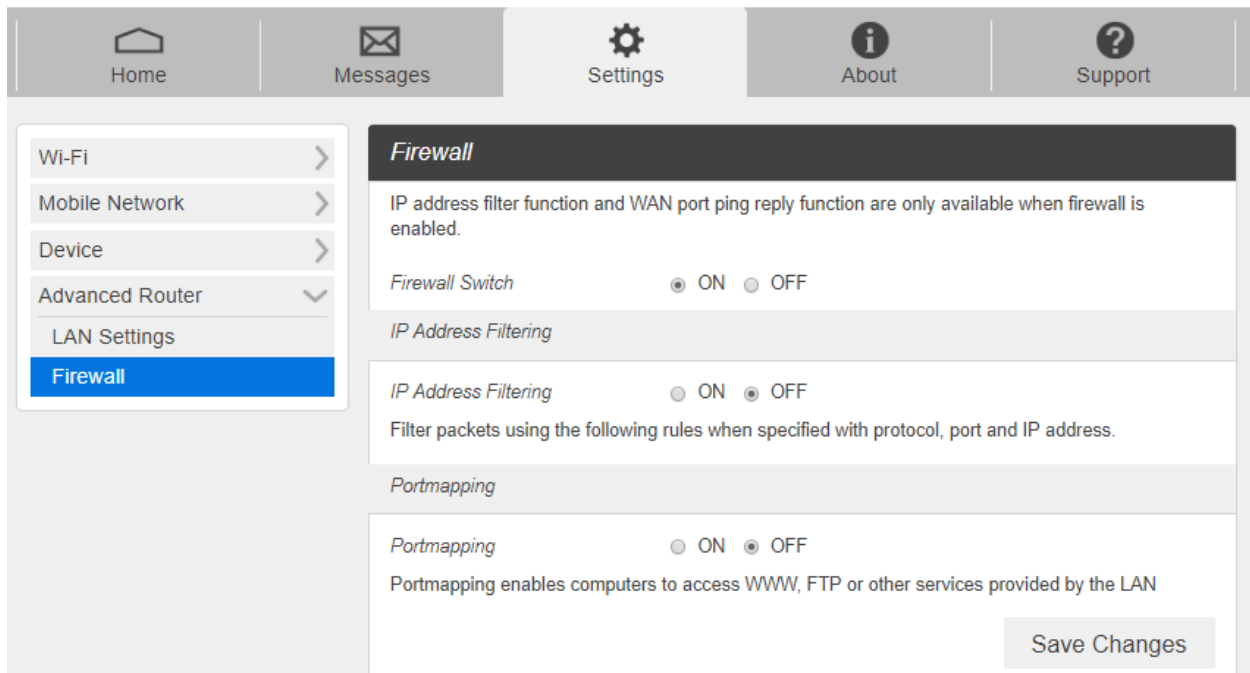 Home
Messages
Settings
About
Support
Wi-Fi
Mobile Network
Device
Advanced Router
LAN Settings
Firewall
Firewall
IP address filter function and WAN port ping reply function are only available when firewall is
enabled.
Firewall Switch ON OFF
IP Address Filtering
IP Address Filtering ON OFF
Filter packets using the following rules when specified with protocol, port and IP address.
Portmapping
Portmapping ON OFF
Portmapping enables computers to access WWW, FTP or other services provided by the LAN
Save Changes